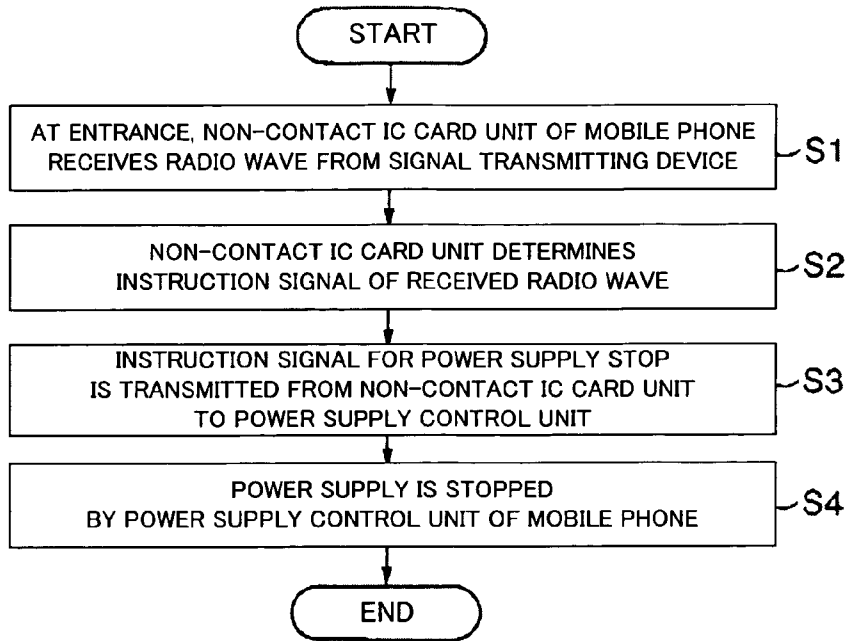 START
AT ENTRANCE, NON-CONTACT IC CARD UNIT OF MOBILE PHONE
RECEIVES RADIO WAVE FROM SIGNAL TRANSMITTING DEVICE
S1
NON-CONTACT IC CARD UNIT DETERMINES
INSTRUCTION SIGNAL OF RECEIVED RADIO WAVE
S2
INSTRUCTION SIGNAL FOR POWER SUPPLY STOP
IS TRANSMITTED FROM NON-CONTACT IC CARD UNIT
TO POWER SUPPLY CONTROL UNIT
S3
POWER SUPPLY IS STOPPED
BY POWER SUPPLY CONTROL UNIT OF MOBILE PHONE
S4
END